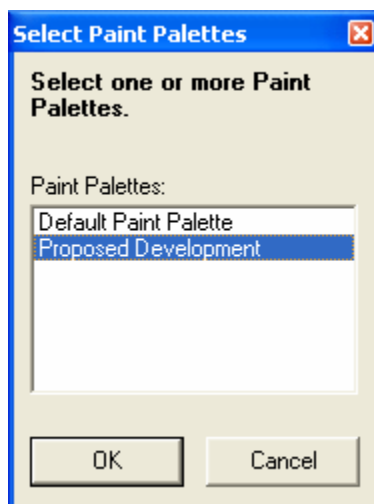 Select Paint Palettes
Select one or more Paint
Palettes.
Paint Palettes:
Default Paint Palette
Proposed Development
OK
Cancel